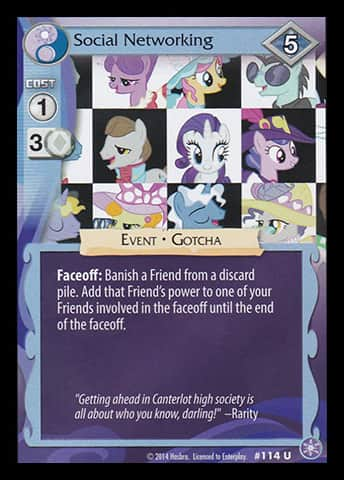 Social Networking
5
COST
1
3
EVENT • GOTCHA
Faceoff: Banish a Friend from a discard
pile. Add that Friend's power to one of your
Friends involved in the faceoff until the end
of the faceoff.
"Getting ahead in Canterlot high society is
all about who you know, darling!" –Rarity
© 2014 Hasbro. Licensed to Enterplay. #114 U